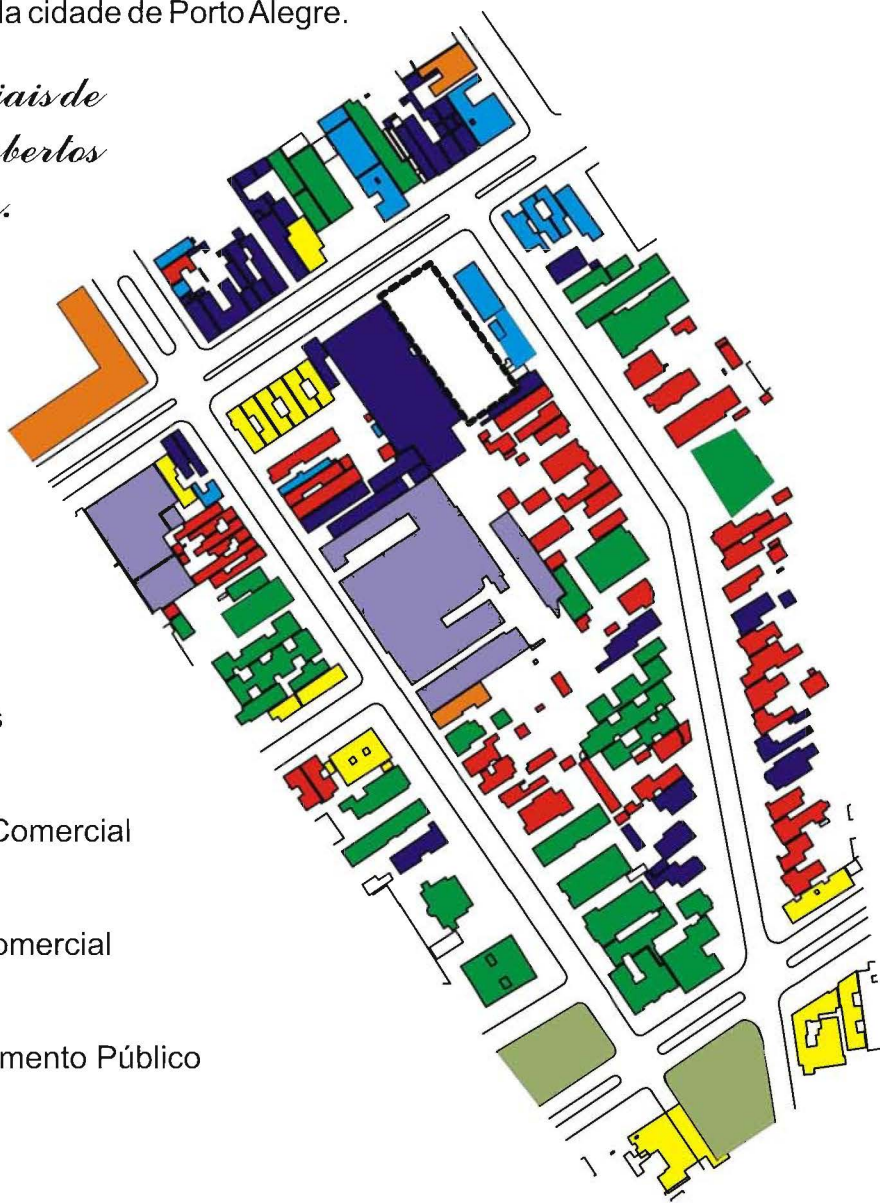 la cidade de Porto Alegre.
iais de
bertos
s
Comercial
omercial
mento Público